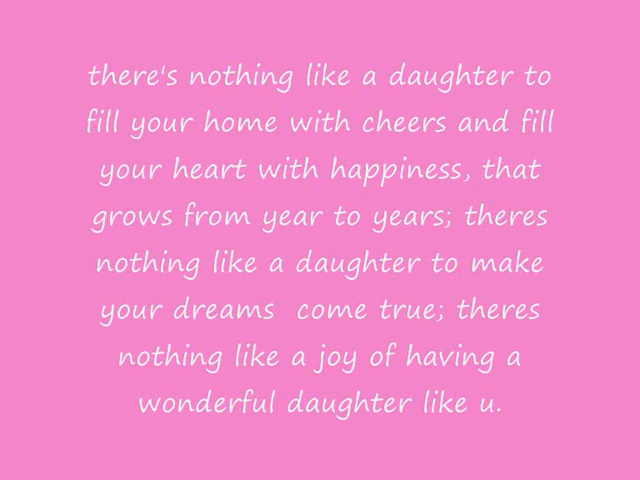 there's nothing like a daughter to
fill your home with cheers and fill
your heart with happiness, that
grows from year to years; theres
nothing like a daughter to make
your dreams  come true; theres
nothing like a joy of having a
wonderful daughter like u.